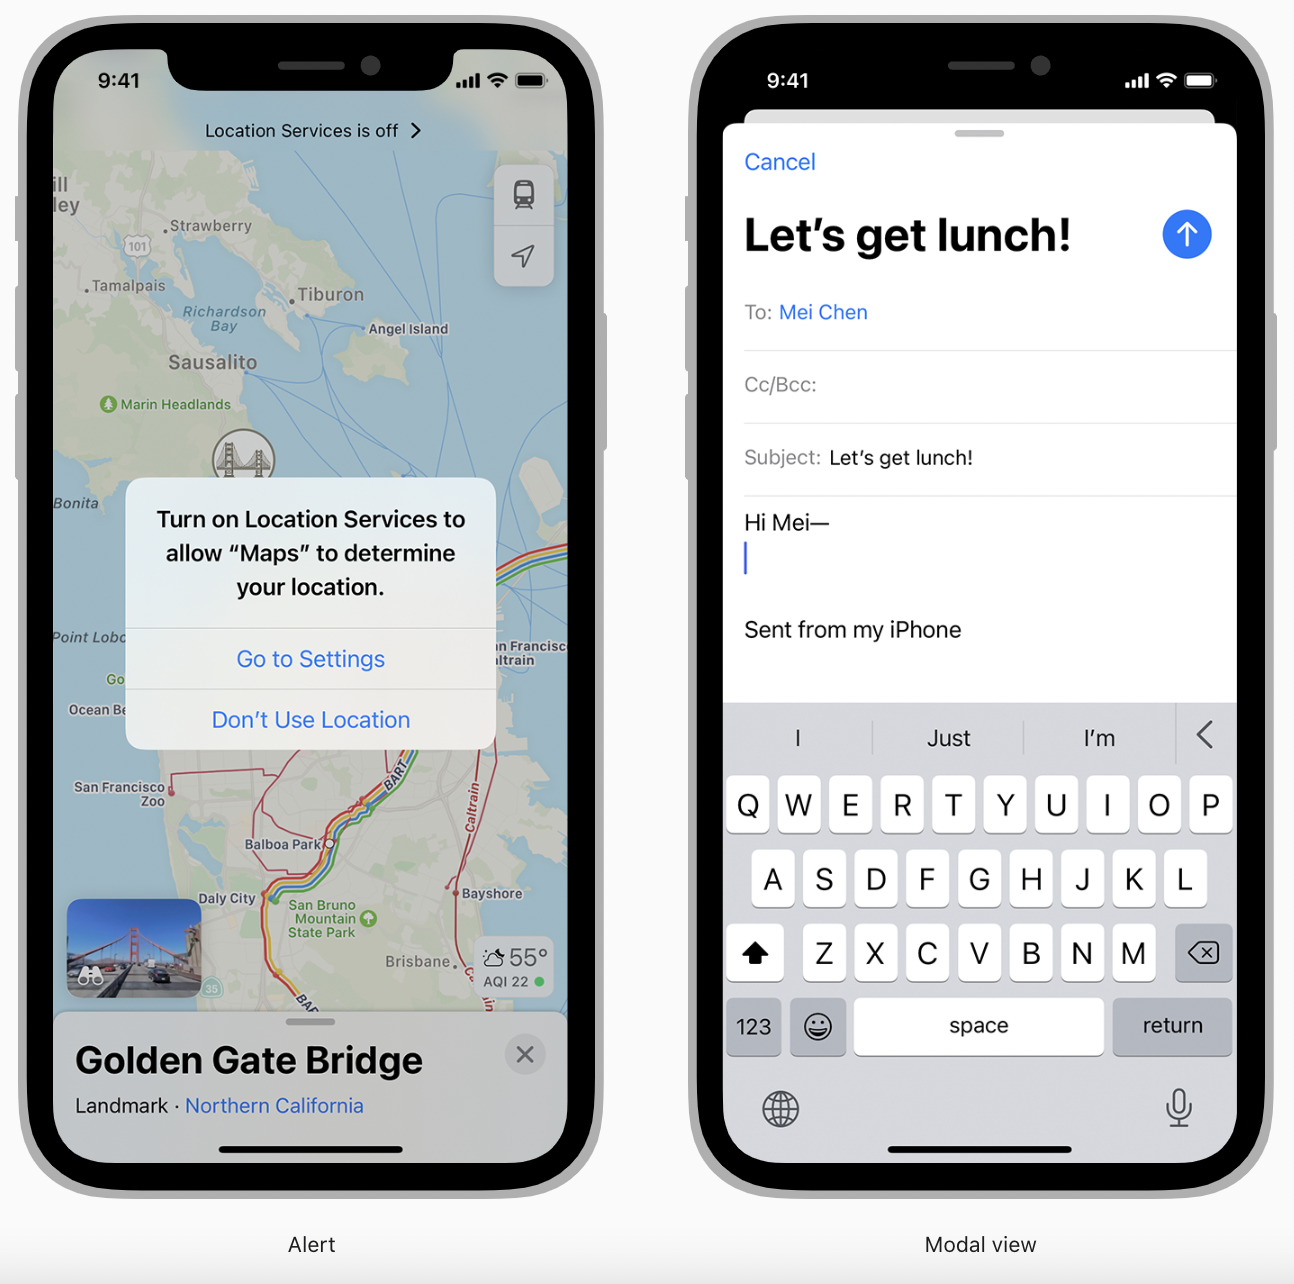 9:41
Location Services is off
ill
ley
Strawberry
101
Tamalpais
Tiburon
Richardson
Bay
Angel Island
Sausalito
Marin Headlands
Bonita
Turn on Location Services to
allow “Maps” to determine
your location.
Point Lobo
Go to Settings
n Francisc
ltrain
Go
Ocean Be
Don’t Use Location
BART
San Francisco
Zoo
Caltrain
Balboa Park
Daly City
Bayshore
San Bruno
Mountain
State Park
Brisbane
55°
AQI 22
35
BAR
C
in
Golden Gate Bridge
Landmark · Northern California
Alert
9:41
Cancel
Let’s get lunch!
To: Mei Chen
Cc/Bcc:
Subject: Let’s get lunch!
Hi Mei—
Sent from my iPhone
I Just I’m
Q W E R T Y U I O P
A S D F G H J K L
Z X C V B N M
123 space return
Modal view